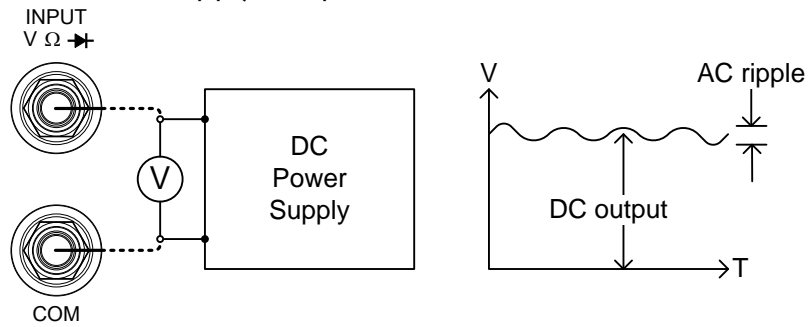 INPUT
V Ω
COM
V
DC
Power
Supply
V
AC ripple
DC output
T